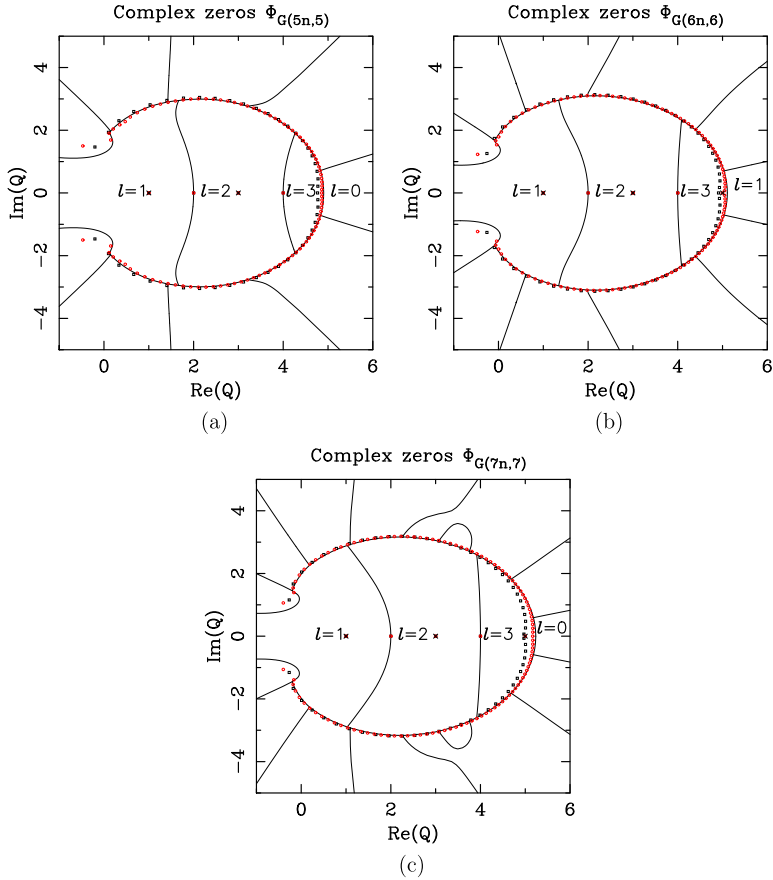 Complex zeros Φ_G(5n,5)
Complex zeros Φ_G(6n,6)
4
2
0
−2
−4
Im(Q)
l=1
l=2
l=3
l=0
0
2
4
6
Re(Q)
(a)
4
2
0
−2
−4
Im(Q)
l=1
l=2
l=3
l=1
0
2
4
6
Re(Q)
(b)
Complex zeros Φ_G(7n,7)
4
2
0
−2
−4
Im(Q)
l=1
l=2
l=3
l=0
0
2
4
6
Re(Q)
(c)